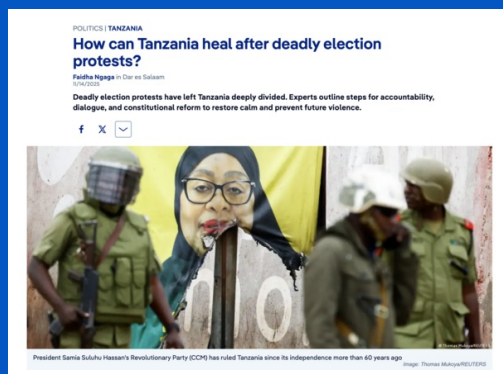 POLITICS | TANZANIA
How can Tanzania heal after deadly election
protests?
Faidha Ngaga in Dar es Salaam
11/14/2025
Deadly election protests have left Tanzania deeply divided. Experts outline steps for accountability,
dialogue, and constitutional reform to restore calm and prevent future violence.
© Thomas Mukoya/REUTERS
President Samia Suluhu Hassan's Revolutionary Party (CCM) has ruled Tanzania since its independence more than 60 years ago
Image: Thomas Mukoya/REUTERS